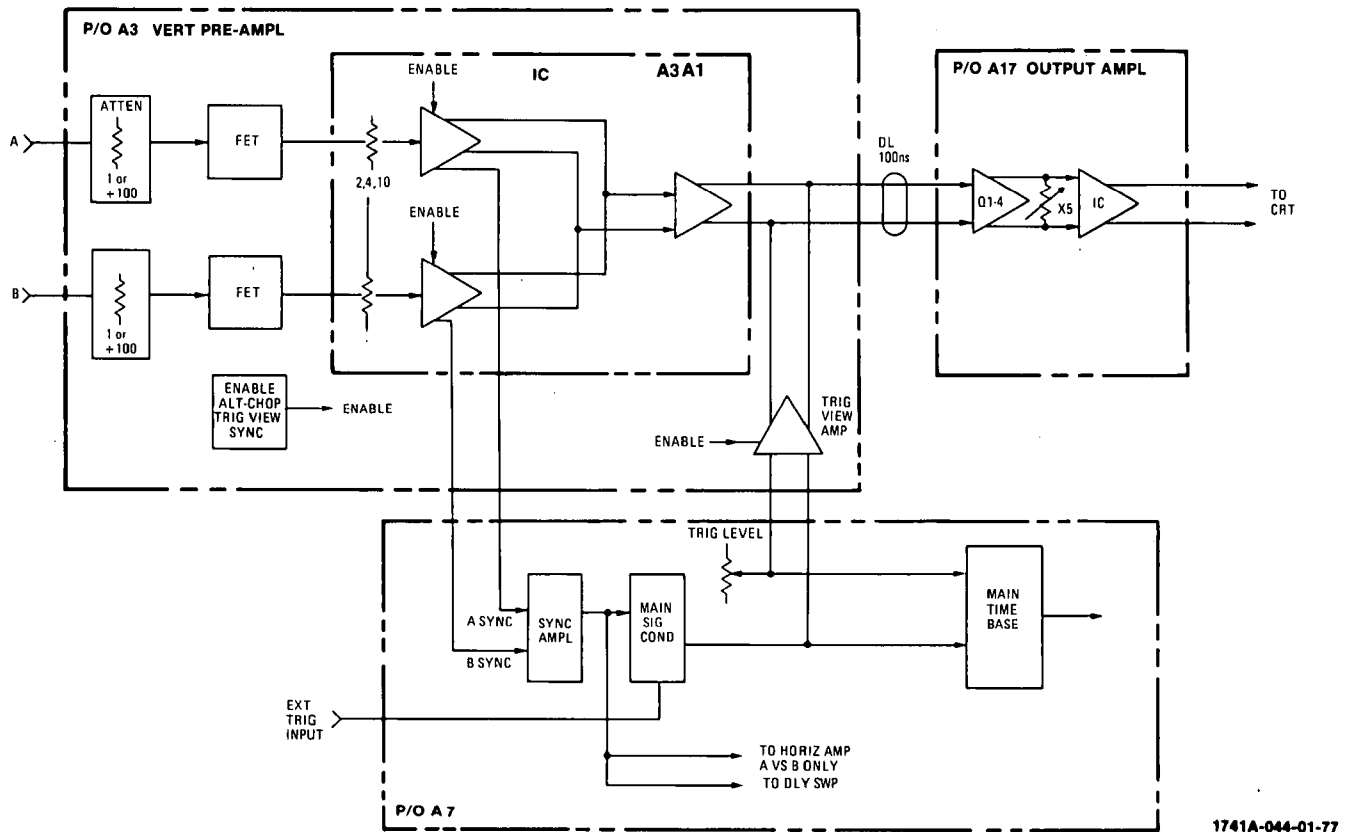 P/O A3 VERT PRE-AMPL
ATTEN
1 or
+100
A
FET
ENABLE
IC
A3A1
2,4,10
ENABLE
B
1 or
+100
FET
ENABLE
ALT-CHOP
TRIG VIEW
SYNC
ENABLE
DL
100ns
P/O A17 OUTPUT AMPL
Q1-4
X5
IC
TO
CRT
ENABLE
TRIG
VIEW
AMP
TRIG LEVEL
A SYNC
B SYNC
SYNC
AMPL
MAIN
SIG
COND
MAIN
TIME
BASE
EXT
TRIG
INPUT
TO HORIZ AMP
A VS B ONLY
TO DLY SWP
P/O A7
1741A-044-01-77